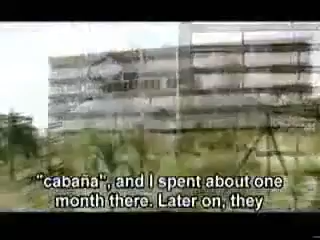 "cabaña", and I spent about one
month there. Later on, they